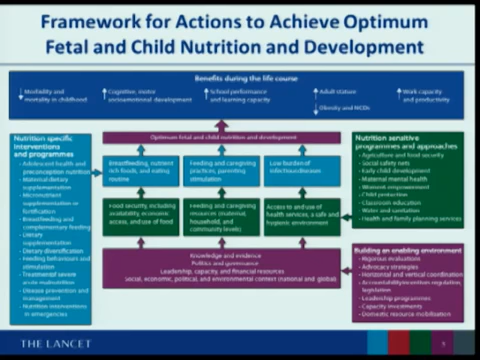 Framework for Actions to Achieve Optimum
Fetal and Child Nutrition and Development
Benefits during the life course
Morbidity and
mortality in childhood
Cognitive, motor
socioemotional development
School performance
and learning capacity
Adult stature
Obesity and NCDs
Work capacity
and productivity
Nutrition specific
interventions
and programmes
- Adolescent health and
preconception nutrition
- Maternal dietary
supplementation
- Micronutrient
supplementation or
fortification
- Breastfeeding and
complementary feeding
- Dietary
supplementation
- Dietary diversification
- Feeding behaviours and
stimulation
- Treatment of severe
acute malnutrition
- Disease prevention and
management
- Nutrition interventions
in emergencies
Optimum fetal and child nutrition and development
Breastfeeding, nutrient
rich foods, and eating
routine
Feeding and caregiving
practices, parenting
stimulation
Low burden of
infectious diseases
Food security, including
availability, economic
access, and use of food
Feeding and caregiving
resources (maternal,
household, and
community levels)
Access to and use of
health services, a safe and
hygienic environment
Knowledge and evidence
Politics and governance
Leadership, capacity, and financial resources
Social, economic, political, and environmental context (national and global)
Nutrition sensitive
programmes and approaches
- Agriculture and food security
- Social safety nets
- Early child development
- Maternal mental health
- Women's empowerment
- Child protection
- Classroom education
- Water and sanitation
- Health and family planning services
Building an enabling environment
- Rigorous evaluations
- Advocacy strategies
- Horizontal and vertical coordination
- Accountability, incentives regulation,
legislation
- Leadership programmes
- Capacity investments
- Domestic resource mobilisation
THE LANCET